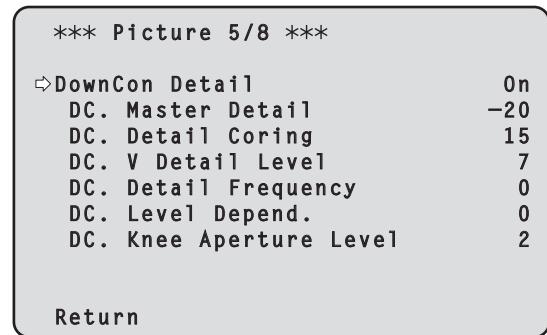 *** Picture 5/8 ***
⇨DownCon Detail On
DC. Master Detail −20
DC. Detail Coring 15
DC. V Detail Level 7
DC. Detail Frequency 0
DC. Level Depend. 0
DC. Knee Aperture Level 2
Return